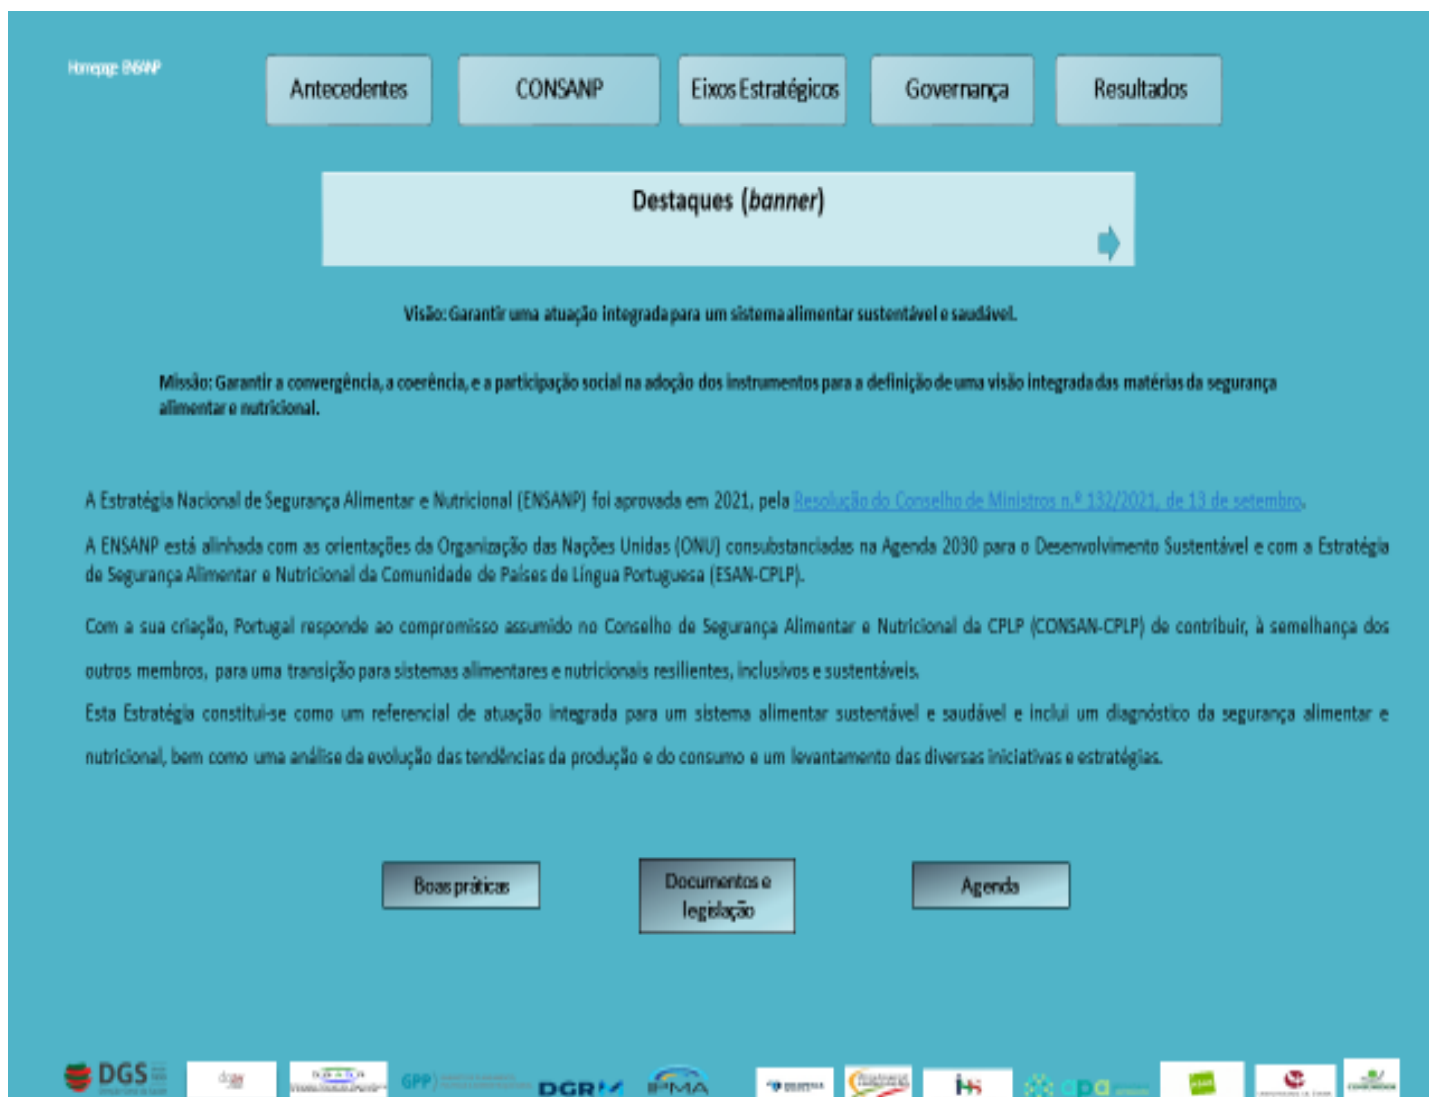 Homepage ENSANP
Antecedentes
CONSANP
Eixos Estratégicos
Governança
Resultados
Destaques (banner)
Visão: Garantir uma atuação integrada para um sistema alimentar sustentável e saudável.
Missão: Garantir a convergência, a coerência, e a participação social na adoção dos instrumentos para a definição de uma visão integrada das matérias da segurança
alimentar e nutricional.
A Estratégia Nacional de Segurança Alimentar e Nutricional (ENSANP) foi aprovada em 2021, pela Resolução do Conselho de Ministros n.º 132/2021, de 13 de setembro.
A ENSANP está alinhada com as orientações da Organização das Nações Unidas (ONU) consubstanciadas na Agenda 2030 para o Desenvolvimento Sustentável e com a Estratégia
de Segurança Alimentar e Nutricional da Comunidade de Países de Língua Portuguesa (ESAN-CPLP).
Com a sua criação, Portugal responde ao compromisso assumido no Conselho de Segurança Alimentar e Nutricional da CPLP (CONSAN-CPLP) de contribuir, à semelhança dos
outros membros, para uma transição para sistemas alimentares e nutricionais resilientes, inclusivos e sustentáveis.
Esta Estratégia constitui-se como um referencial de atuação integrada para um sistema alimentar sustentável e saudável e inclui um diagnóstico da segurança alimentar e
nutricional, bem como uma análise da evolução das tendências da produção e do consumo e um levantamento das diversas iniciativas e estratégias.
Boas práticas
Documentos e
legislação
Agenda
DGS
GPP
DGRM
IPMA
apa